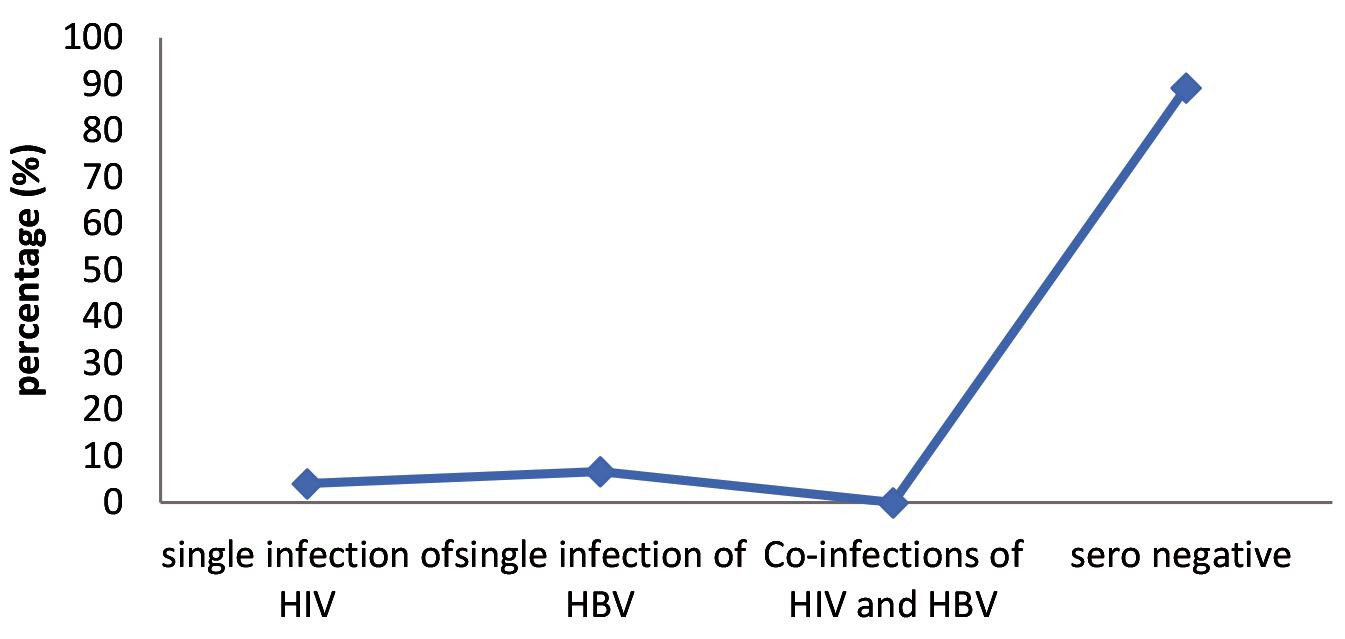 percentage (%)
100
90
80
70
60
50
40
30
20
10
0
single infection of
HIV
single infection of
HBV
Co-infections of
HIV and HBV
sero negative